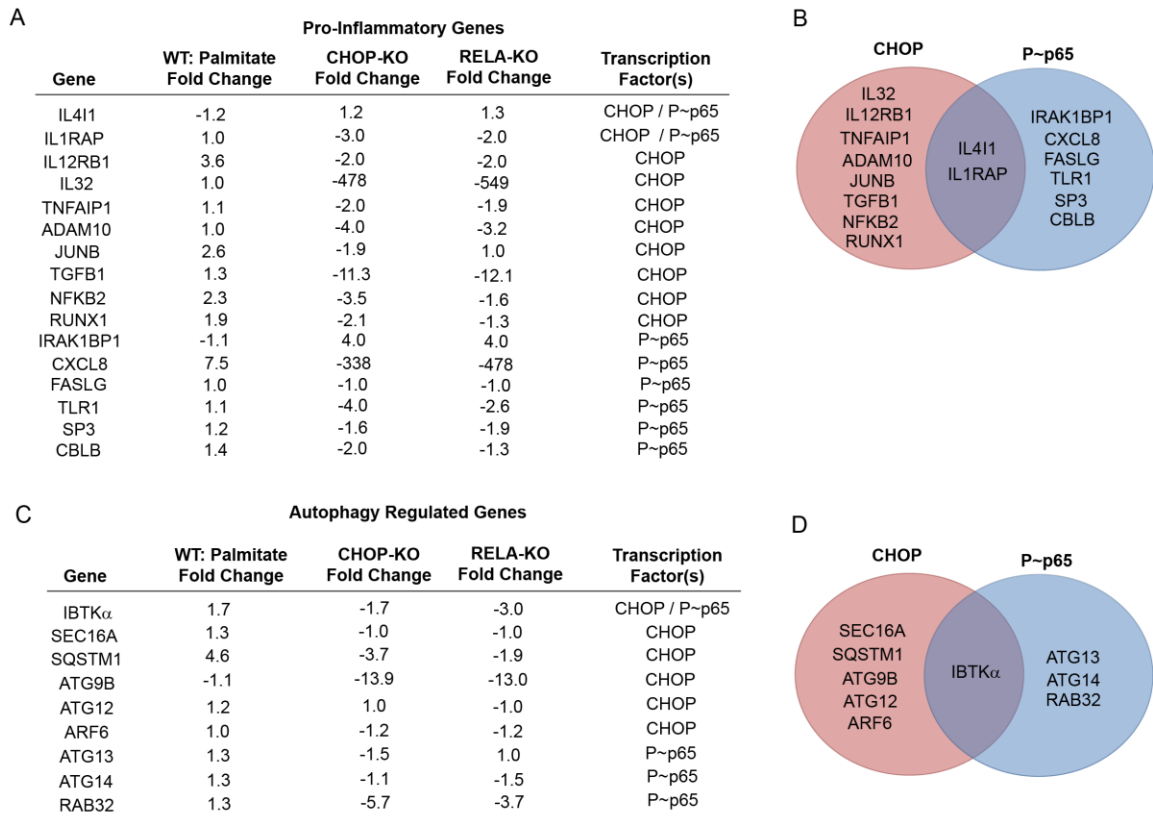 A
Pro-Inflammatory Genes
Gene WT: Palmitate Fold Change CHOP-KO Fold Change RELA-KO Fold Change Transcription Factor(s)
IL4I1 -1.2 1.2 1.3 CHOP / P~p65
IL1RAP 1.0 -3.0 -2.0 CHOP / P~p65
IL12RB1 3.6 -2.0 -2.0 CHOP
IL32 1.0 -478 -549 CHOP
TNFAIP1 1.1 -2.0 -1.9 CHOP
ADAM10 1.0 -4.0 -3.2 CHOP
JUNB 2.6 -1.9 1.0 CHOP
TGFB1 1.3 -11.3 -12.1 CHOP
NFKB2 2.3 -3.5 -1.6 CHOP
RUNX1 1.9 -2.1 -1.3 CHOP
IRAK1BP1 -1.1 4.0 4.0 P~p65
CXCL8 7.5 -338 -478 P~p65
FASLG 1.0 -1.0 -1.0 P~p65
TLR1 1.1 -4.0 -2.6 P~p65
SP3 1.2 -1.6 -1.9 P~p65
CBLB 1.4 -2.0 -1.3 P~p65
B
CHOP
P~p65
IL32
IL12RB1
TNFAIP1
ADAM10
JUNB
TGFB1
NFKB2
RUNX1
IL4I1
IL1RAP
IRAK1BP1
CXCL8
FASLG
TLR1
SP3
CBLB
C
Autophagy Regulated Genes
Gene WT: Palmitate Fold Change CHOP-KO Fold Change RELA-KO Fold Change Transcription Factor(s)
IBTKα 1.7 -1.7 -3.0 CHOP / P~p65
SEC16A 1.3 -1.0 -1.0 CHOP
SQSTM1 4.6 -3.7 -1.9 CHOP
ATG9B -1.1 -13.9 -13.0 CHOP
ATG12 1.2 1.0 -1.0 CHOP
ARF6 1.0 -1.2 -1.2 CHOP
ATG13 1.3 -1.5 1.0 P~p65
ATG14 1.3 -1.1 -1.5 P~p65
RAB32 1.3 -5.7 -3.7 P~p65
D
CHOP
P~p65
SEC16A
SQSTM1
ATG9B
ATG12
ARF6
IBTKα
ATG13
ATG14
RAB32